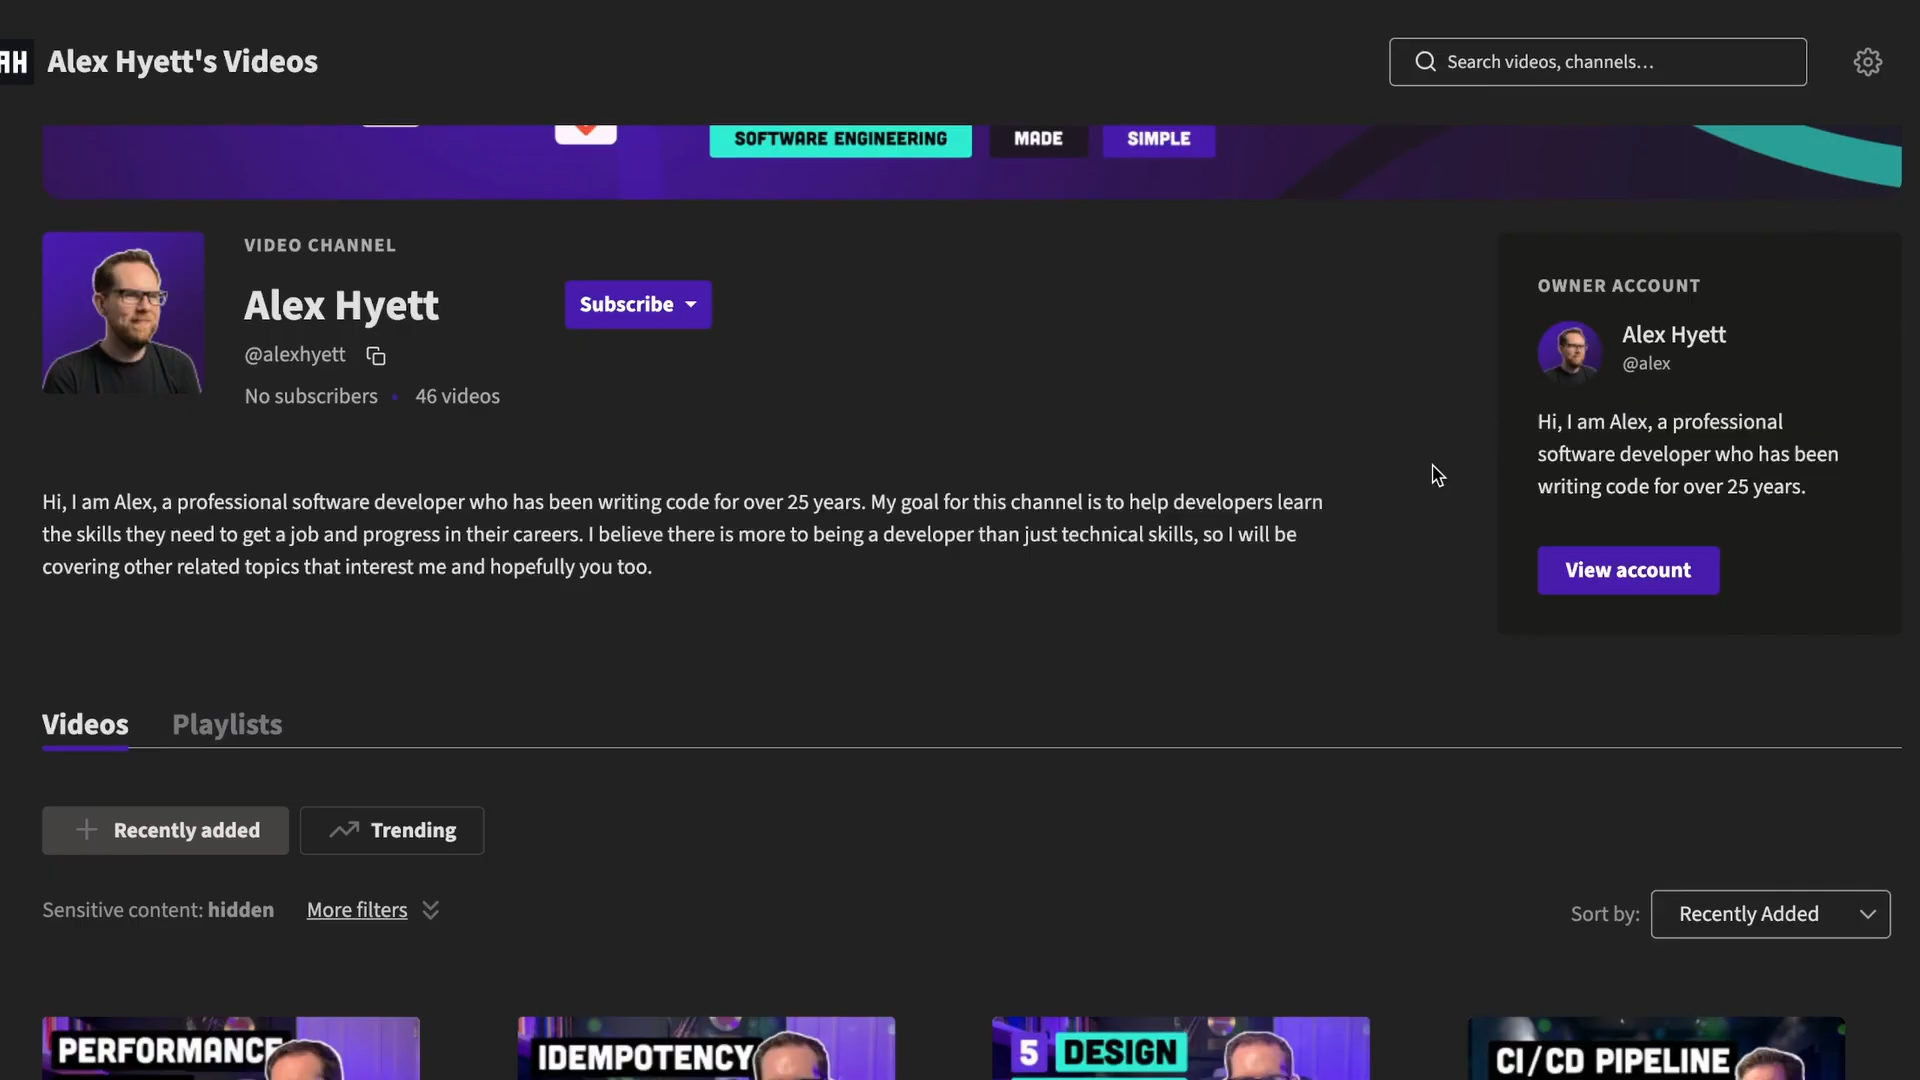 AH Alex Hyett's Videos
Search videos, channels...
SOFTWARE ENGINEERING MADE SIMPLE
VIDEO CHANNEL
Alex Hyett
Subscribe
@alexhyett
No subscribers • 46 videos
OWNER ACCOUNT
Alex Hyett
@alex
Hi, I am Alex, a professional
software developer who has been
writing code for over 25 years.
View account
Hi, I am Alex, a professional software developer who has been writing code for over 25 years. My goal for this channel is to help developers learn
the skills they need to get a job and progress in their careers. I believe there is more to being a developer than just technical skills, so I will be
covering other related topics that interest me and hopefully you too.
Videos Playlists
Recently added Trending
Sensitive content: hidden More filters
Sort by: Recently Added
PERFORMANCE
IDEMPOTENCY
5 DESIGN
CI/CD PIPELINE